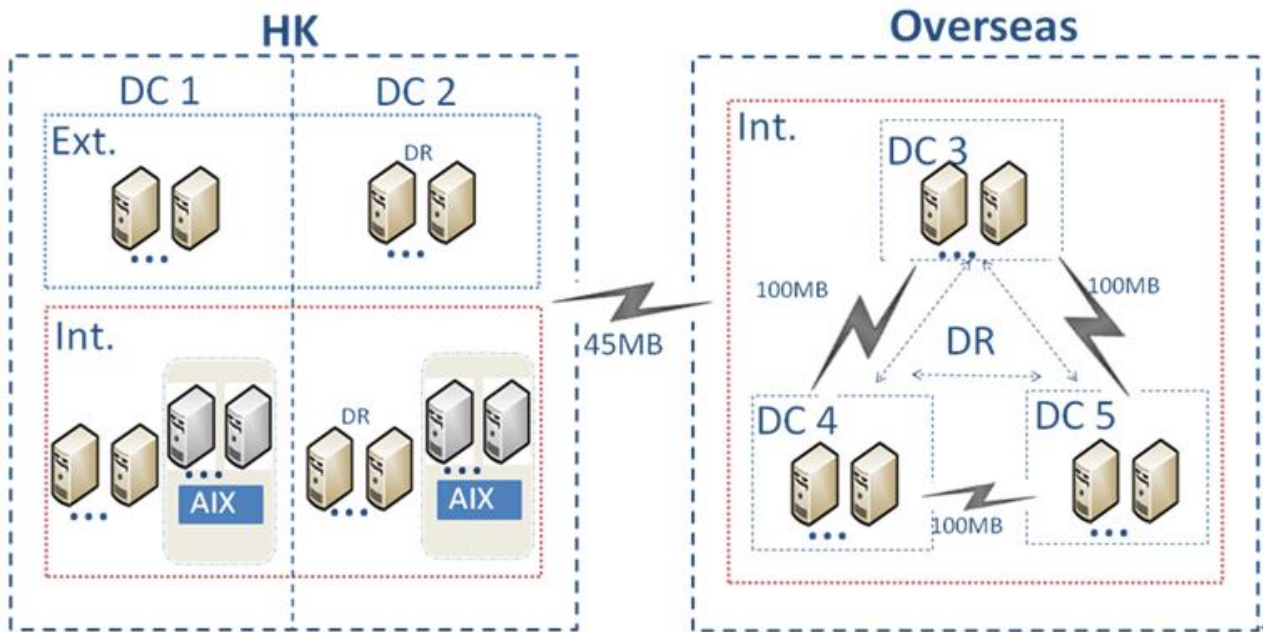 HK
DC 1
DC 2
Ext.
DR
Int.
AIX
DR
AIX
45MB
Overseas
Int.
DC 3
100MB
100MB
DR
DC 4
DC 5
100MB